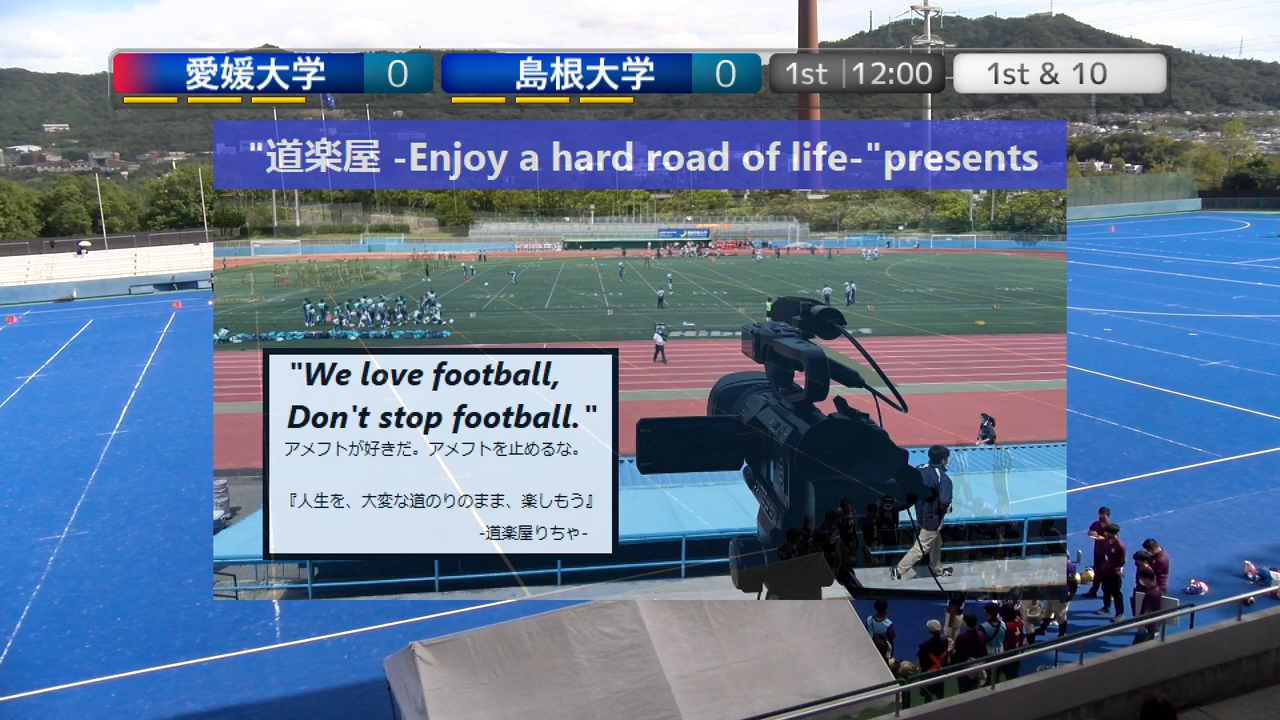 愛媛大学 0 島根大学 0 1st 12:00 1st & 10
"道楽屋 -Enjoy a hard road of life-"presents
"We love football,
Don't stop football."
アメフトが好きだ。アメフトを止めるな。
『人生を、大変な道のりのまま、楽しもう』
-道楽屋りちゃ-